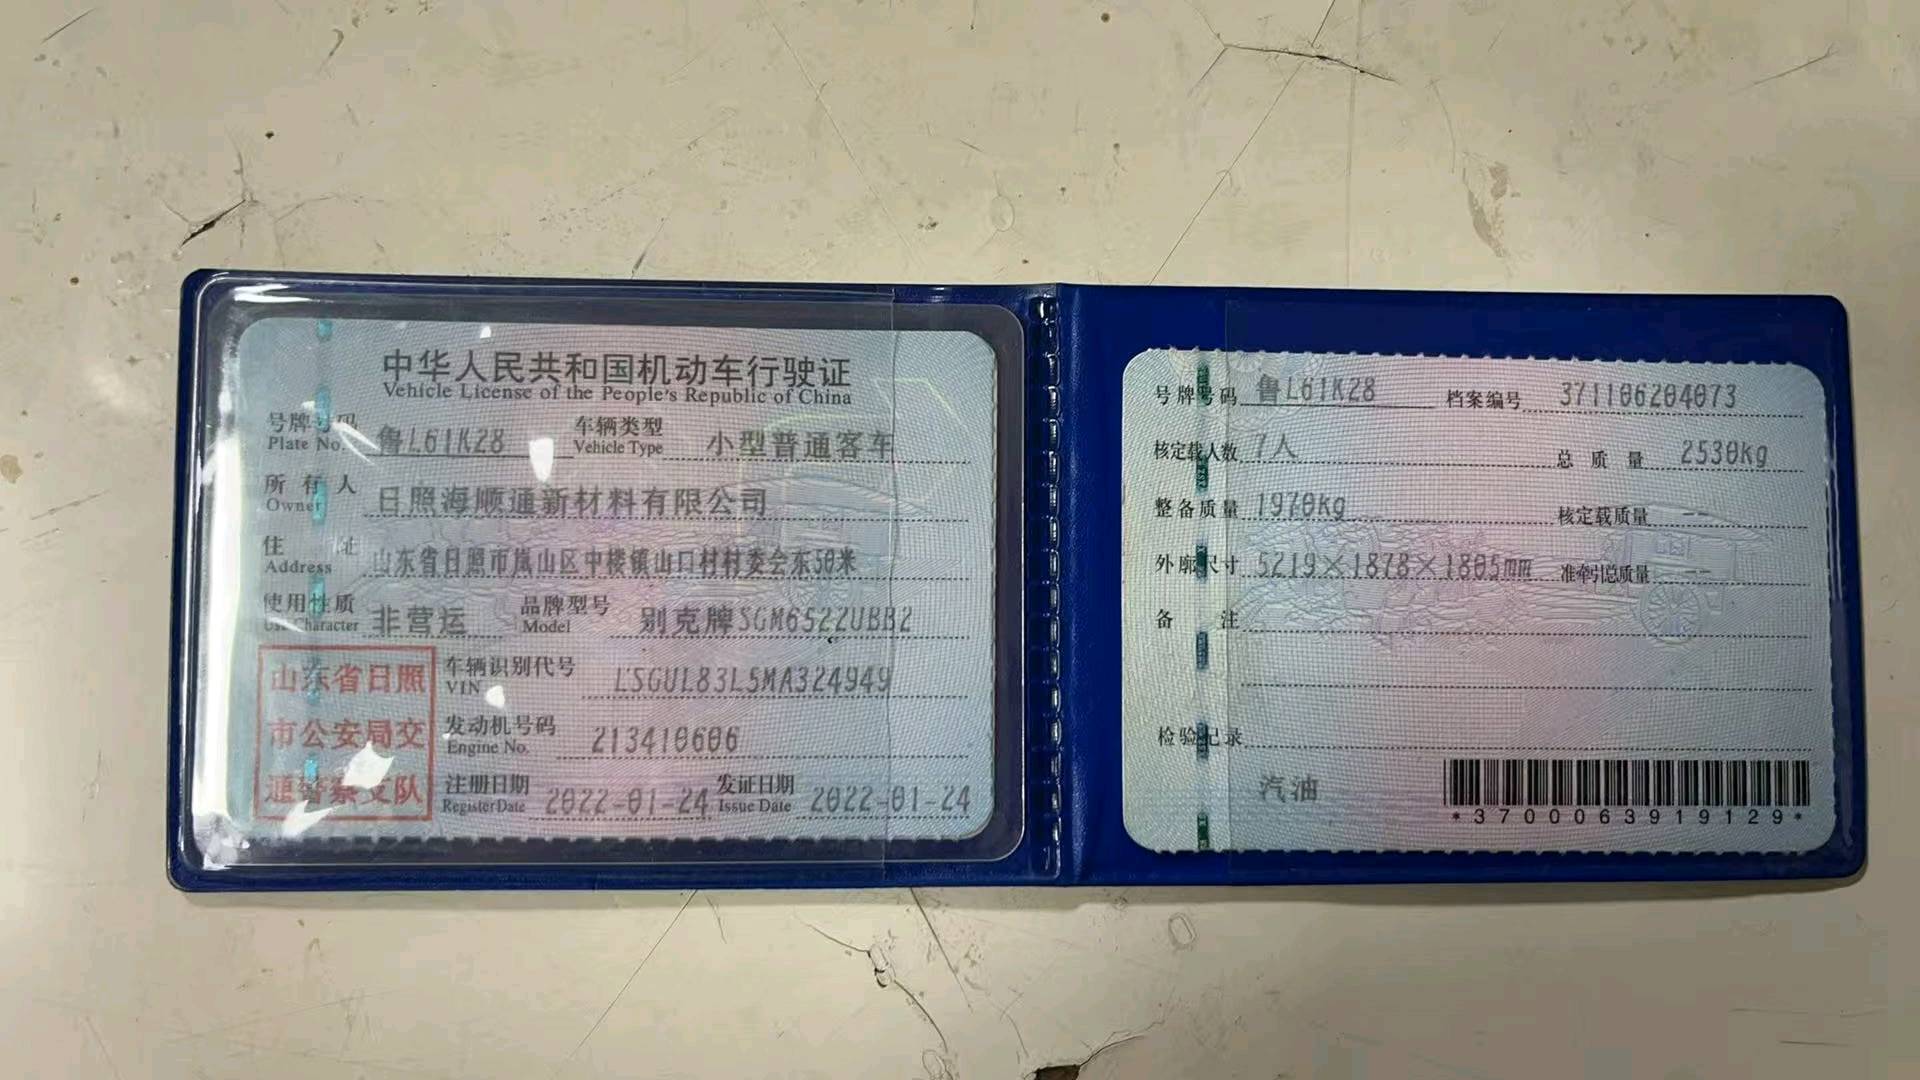 中华人民共和国机动车行驶证
Vehicle License of the People's Republic of China
号牌号码 Plate No. 鲁L61K28 车辆类型 Vehicle Type 小型普通客车
所有人 Owner 日照海顺通新材料有限公司
住址 Address 山东省日照市岚山区中楼镇山口村村委会东50米
使用性质 Use Character 非营运 品牌型号 Model 别克牌SGM6522UBB2
车辆识别代号 VIN LSGUL83L5MA324949
发动机号码 Engine No. 213410606
注册日期 Register Date 2022-01-24 发证日期 Issue Date 2022-01-24
山东省日照
市公安局交
通警察支队
号牌号码 鲁L61K28 档案编号 371106204073
核定载人数 7人 总质量 2530kg
整备质量 1970kg 核定载质量 --
外廓尺寸 5219×1878×1805mm 准牵引总质量 --
备注
检验记录
汽油
*3700063919129*